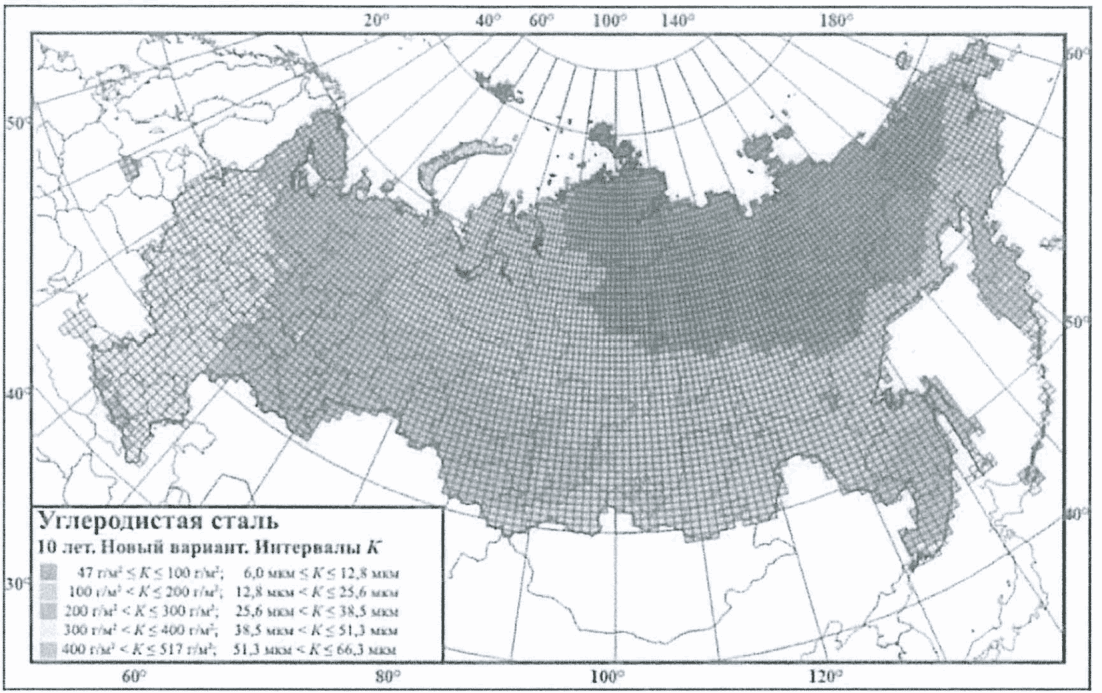 20° 40° 60° 100° 140° 180°
60°
50°
50°
40°
40°
30°
Углеродистая сталь
10 лет. Новый вариант. Интервалы K
47 г/м² ≤ K ≤ 100 г/м²; 6,0 мкм ≤ K ≤ 12,8 мкм
100 г/м² < K ≤ 200 г/м²; 12,8 мкм < K ≤ 25,6 мкм
200 г/м² < K ≤ 300 г/м²; 25,6 мкм < K ≤ 38,5 мкм
300 г/м² < K ≤ 400 г/м²; 38,5 мкм < K ≤ 51,3 мкм
400 г/м² < K ≤ 517 г/м²; 51,3 мкм < K ≤ 66,3 мкм
60° 80° 100° 120°